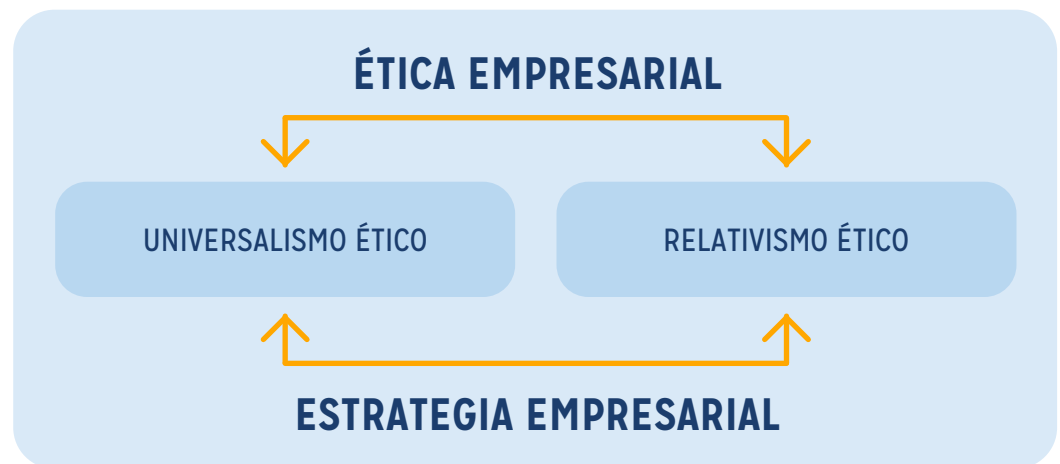 ÉTICA EMPRESARIAL
UNIVERSALISMO ÉTICO
RELATIVISMO ÉTICO
ESTRATEGIA EMPRESARIAL